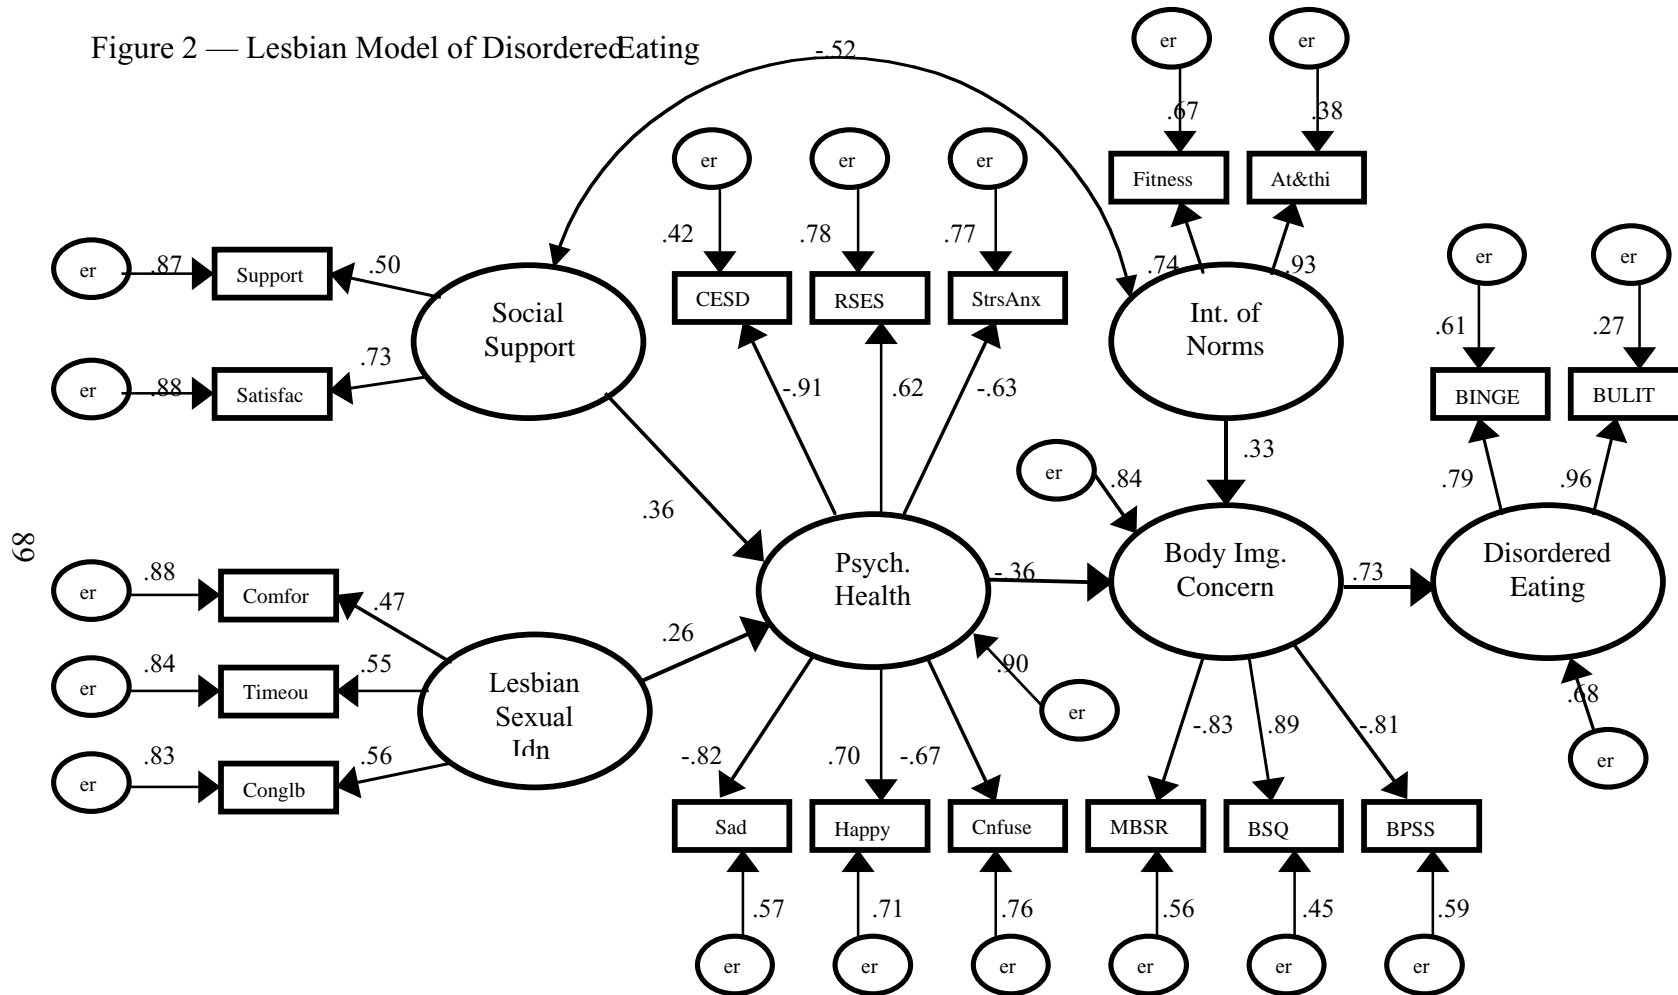 Figure 2 — Lesbian Model of Disordered Eating
-.52
er
er
.67
.38
Fitness
At&thi
.74
.93
er
er
er
.42
.78
.77
CESD
RSES
StrsAnx
-.91
.62
-.63
er
.87
Support
.50
er
.88
Satisfac
.73
Social
Support
Int. of
Norms
.33
er
er
.61
.27
BINGE
BULIT
.79
.96
.36
er
.84
89
Psych.
Health
-.36
Body Img.
Concern
.73
Disordered
Eating
er
.88
Comfor
.47
er
.84
Timeou
.55
er
.83
Conglb
.56
Lesbian
Sexual
Idn
.26
.90
er
.68
er
-.82
.70
-.67
-.83
.89
-.81
Sad
Happy
Cnfuse
MBSR
BSQ
BPSS
.57
.71
.76
.56
.45
.59
er
er
er
er
er
er